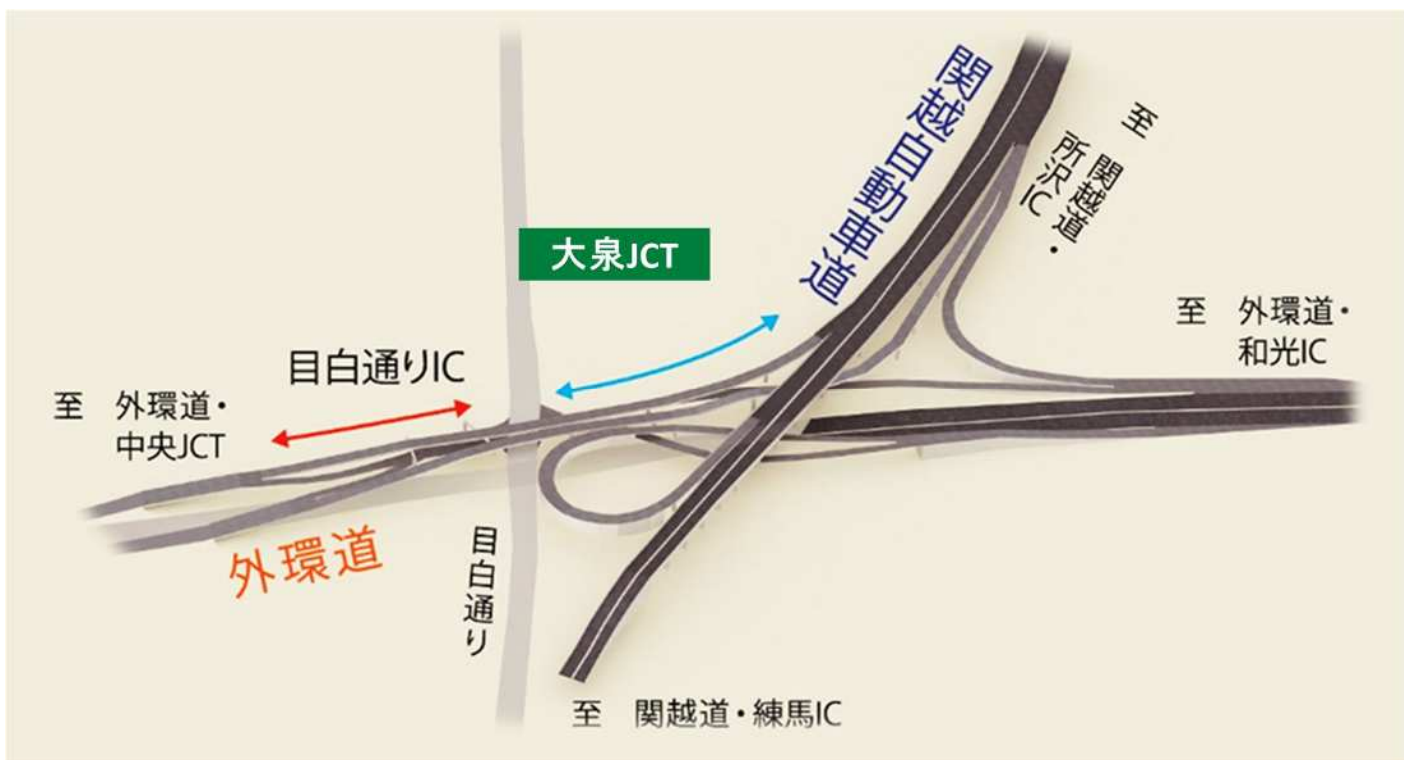 関越自動車道
至 関越道・
所沢IC
大泉JCT
至 外環道・
和光IC
目白通りIC
至 外環道・
中央JCT
外環道
目白通り
至 関越道・練馬IC